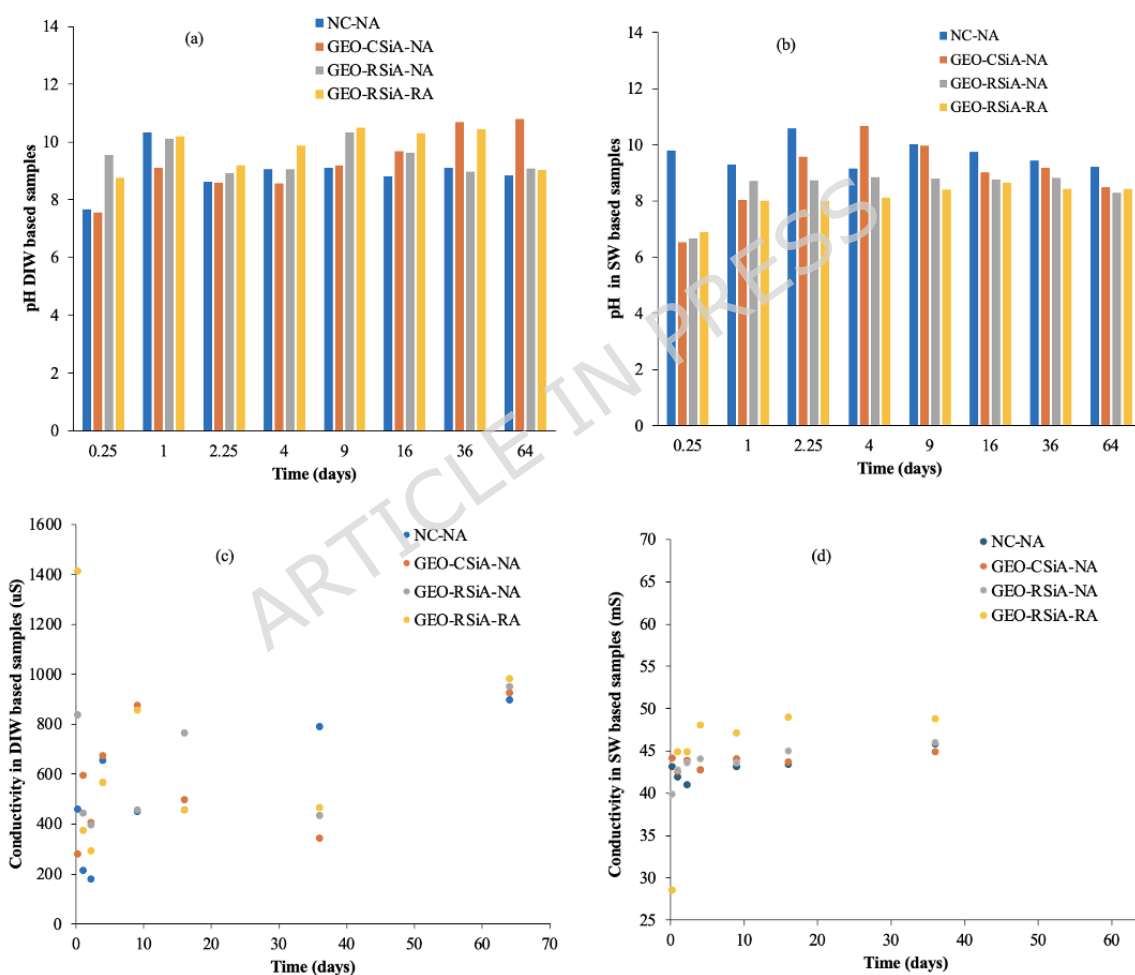 (a)
NC-NA
GEO-CSiA-NA
GEO-RSiA-NA
GEO-RSiA-RA
pH DIW based samples
14
12
10
8
6
4
2
0
0.25 1 2.25 4 9 16 36 64
Time (days)
(b)
NC-NA
GEO-CSiA-NA
GEO-RSiA-NA
GEO-RSiA-RA
pH in SW based samples
14
12
10
8
6
4
2
0
0.25 1 2.25 4 9 16 36 64
Time (days)
ARTICLE IN PRESS
(c)
NC-NA
GEO-CSiA-NA
GEO-RSiA-NA
GEO-RSiA-RA
Conductivity in DIW based samples (uS)
1600
1400
1200
1000
800
600
400
200
0
0 10 20 30 40 50 60 70
Time (days)
(d)
NC-NA
GEO-CSiA-NA
GEO-RSiA-NA
GEO-RSiA-RA
Conductivity in SW based samples (mS)
70
65
60
55
50
45
40
35
30
25
0 10 20 30 40 50 60
Time (days)